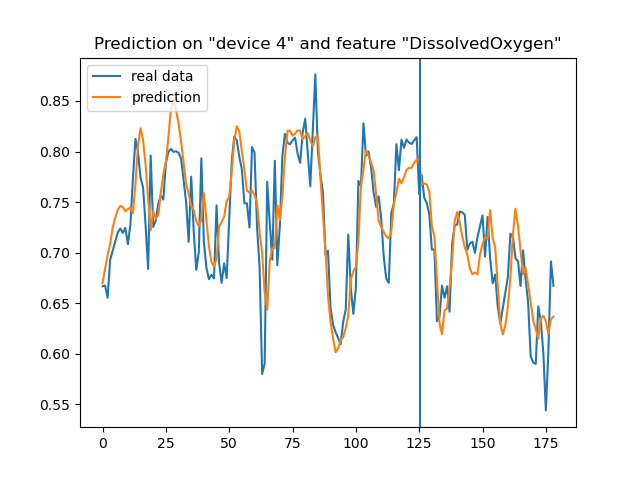 Prediction on "device 4" and feature "DissolvedOxygen"
real data
prediction
0.85
0.80
0.75
0.70
0.65
0.60
0.55
0 25 50 75 100 125 150 175